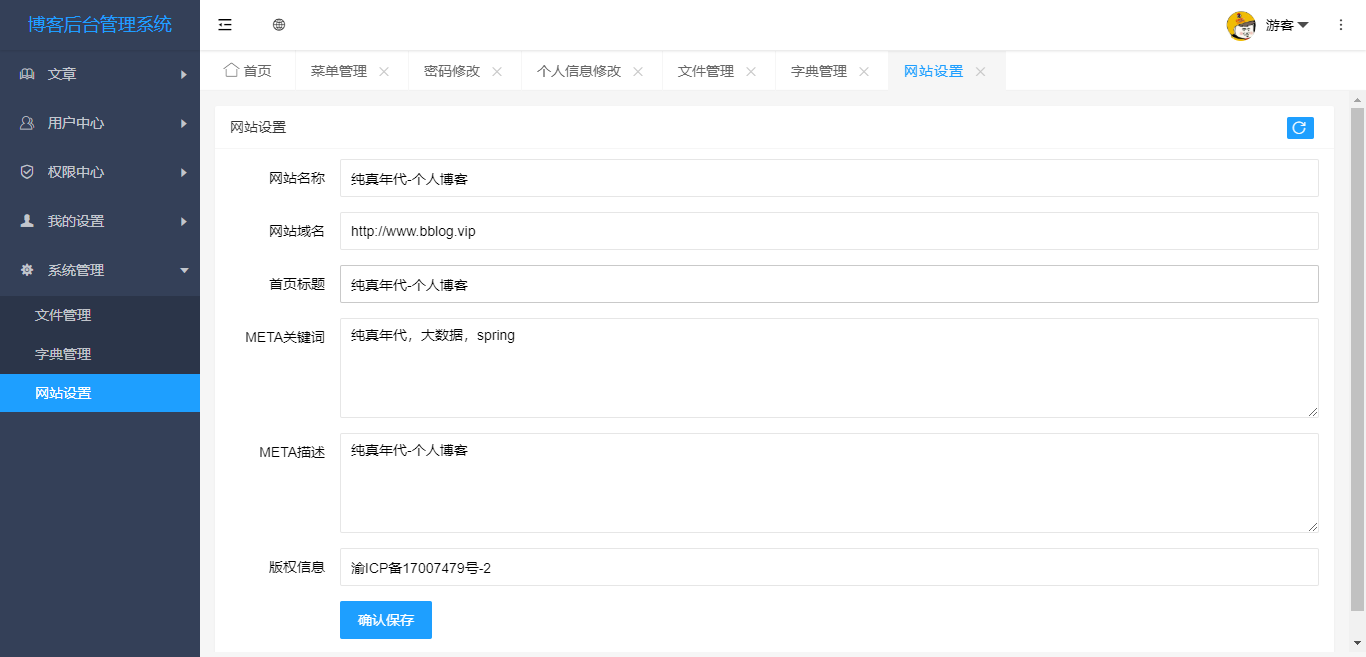 博客后台管理系统
游客
文章
用户中心
权限中心
我的设置
系统管理
文件管理
字典管理
网站设置
首页 菜单管理 密码修改 个人信息修改 文件管理 字典管理 网站设置
网站设置
网站名称 纯真年代-个人博客
网站域名 http://www.bblog.vip
首页标题 纯真年代-个人博客
META关键词 纯真年代，大数据，spring
META描述 纯真年代-个人博客
版权信息 渝ICP备17007479号-2
确认保存